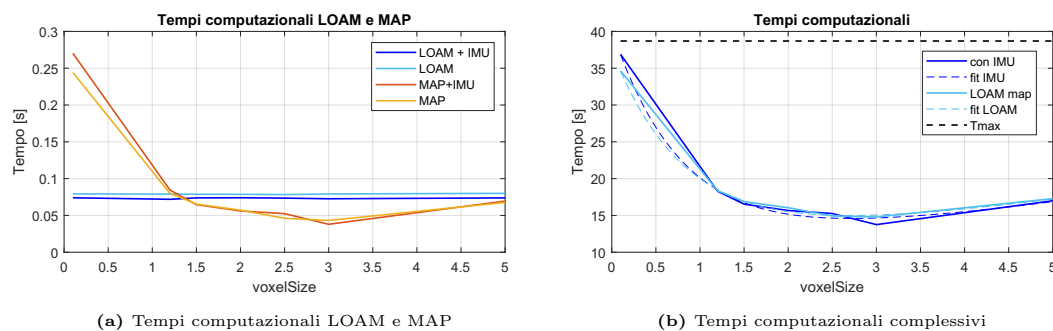 Tempi computazionali LOAM e MAP
0.3
0.25
0.2
0.15
0.1
0.05
0
Tempo [s]
LOAM + IMU
LOAM
MAP+IMU
MAP
0 0.5 1 1.5 2 2.5 3 3.5 4 4.5 5
voxelSize
(a) Tempi computazionali LOAM e MAP
Tempi computazionali
40
35
30
25
20
15
10
Tempo [s]
con IMU
fit IMU
LOAM map
fit LOAM
Tmax
0 0.5 1 1.5 2 2.5 3 3.5 4 4.5 5
voxelSize
(b) Tempi computazionali complessivi